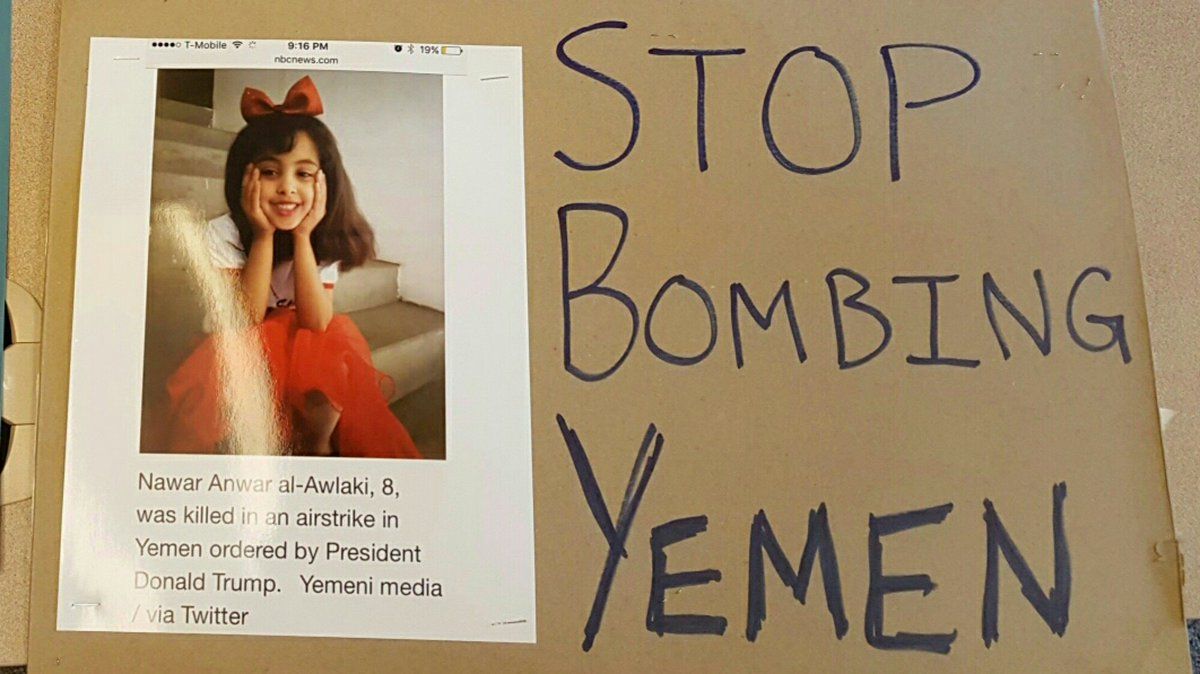 T-Mobile 9:16 PM 19%
nbcnews.com
Nawar Anwar al-Awlaki, 8,
was killed in an airstrike in
Yemen ordered by President
Donald Trump. Yemeni media
/ via Twitter
STOP
BOMBING
YEMEN